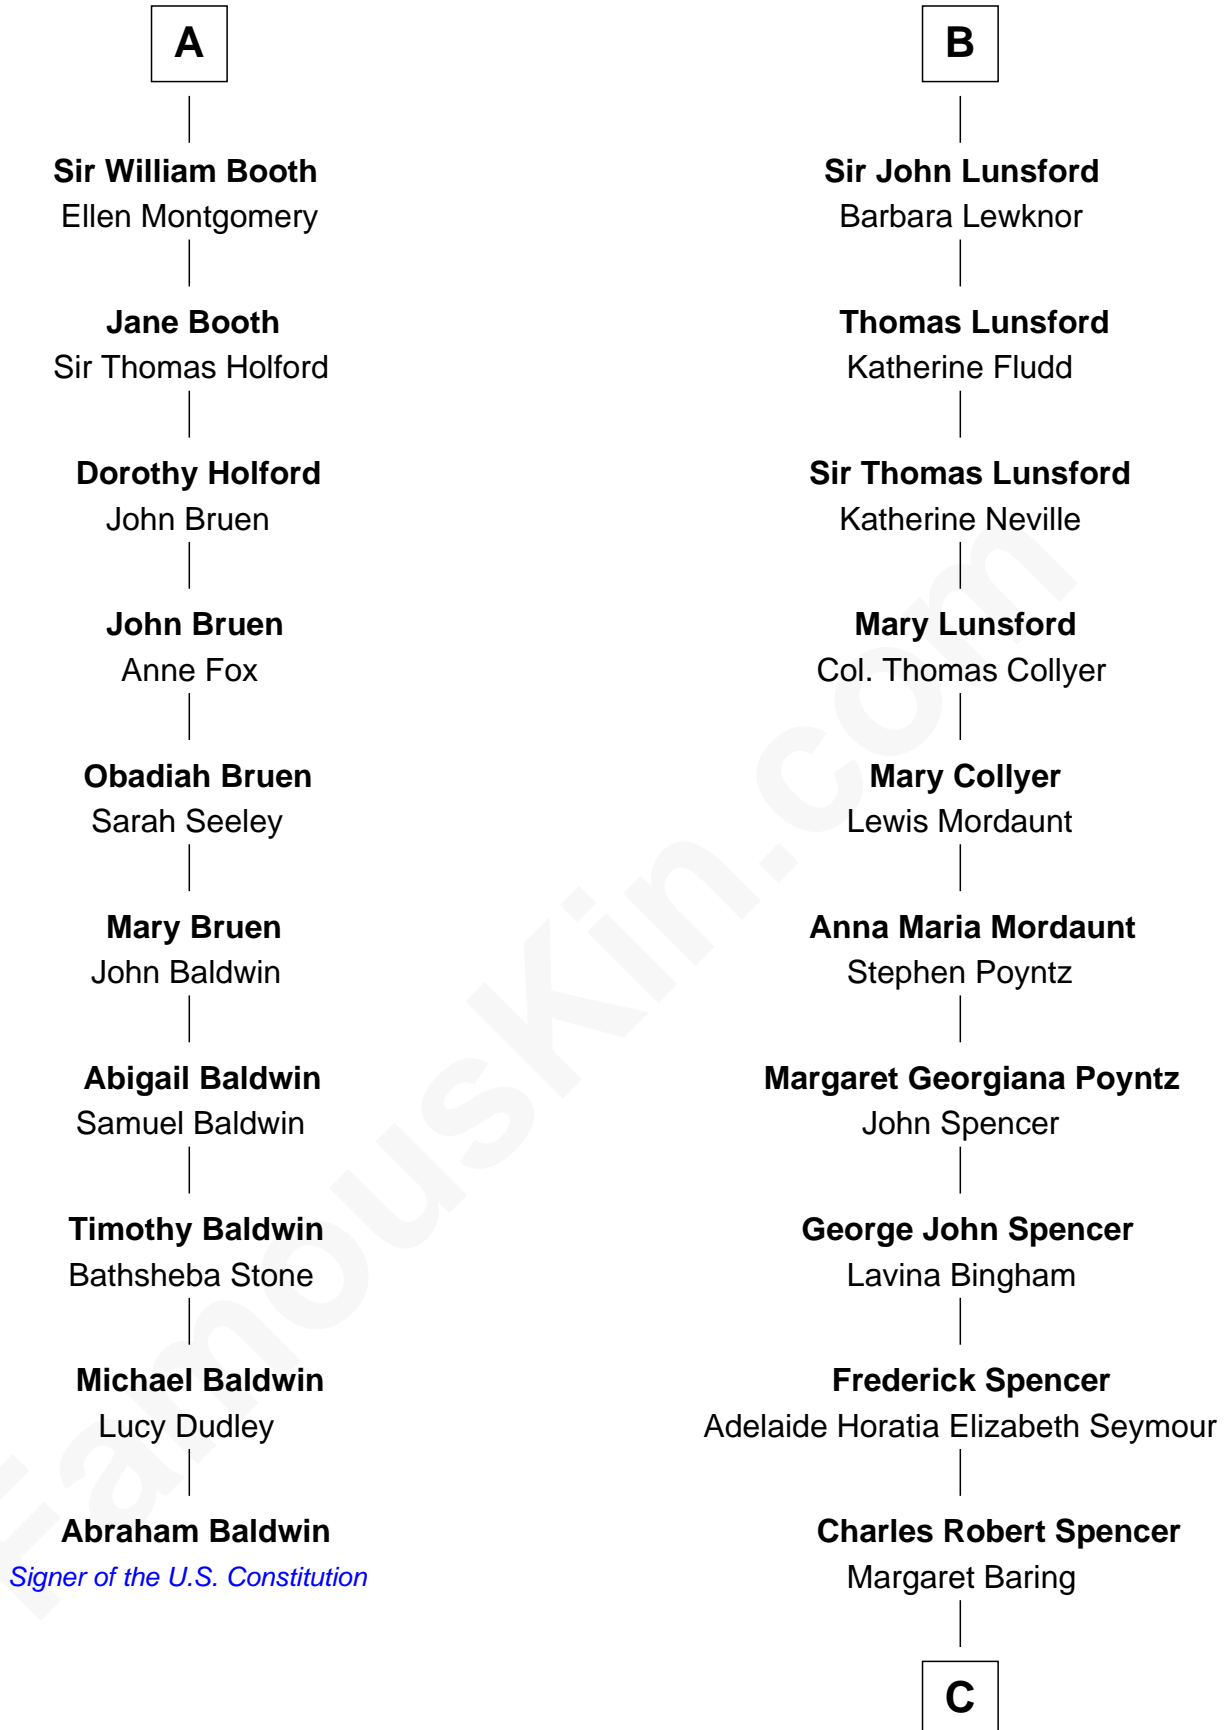 A
Sir William Booth
Ellen Montgomery
Jane Booth
Sir Thomas Holford
Dorothy Holford
John Bruen
John Bruen
Anne Fox
Obadiah Bruen
Sarah Seeley
Mary Bruen
John Baldwin
Abigail Baldwin
Samuel Baldwin
Timothy Baldwin
Bathsheba Stone
Michael Baldwin
Lucy Dudley
Abraham Baldwin
Signer of the U.S. Constitution
B
Sir John Lunsford
Barbara Lewknor
Thomas Lunsford
Katherine Fludd
Sir Thomas Lunsford
Katherine Neville
Mary Lunsford
Col. Thomas Collyer
Mary Collyer
Lewis Mordaunt
Anna Maria Mordaunt
Stephen Poyntz
Margaret Georgiana Poyntz
John Spencer
George John Spencer
Lavina Bingham
Frederick Spencer
Adelaide Horatia Elizabeth Seymour
Charles Robert Spencer
Margaret Baring
C
FamousKin.com